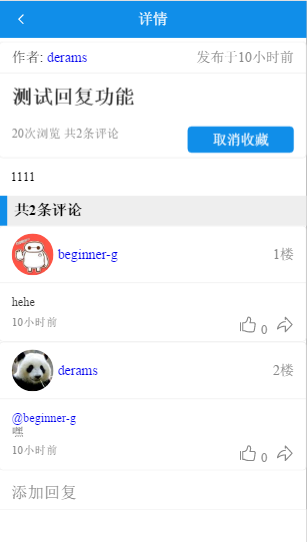 详情
作者: derams 发布于10小时前
测试回复功能
20次浏览 共2条评论 取消收藏
1111
共2条评论
beginner-g 1楼
hehe
10小时前 0
derams 2楼
@beginner-g
嘿
10小时前 0
添加回复